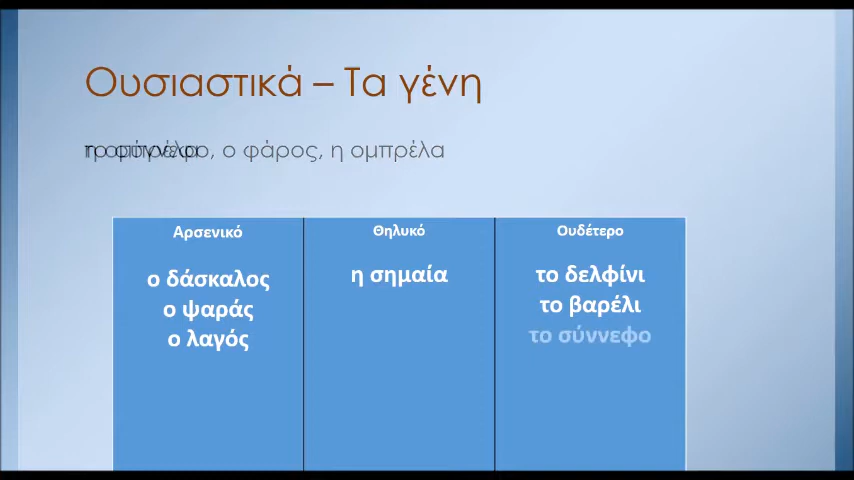 Ουσιαστικά – Τα γένη
ο φάρος, η ομπρέλα
Αρσενικό
ο δάσκαλος
ο ψαράς
ο λαγός
Θηλυκό
η σημαία
Ουδέτερο
το δελφίνι
το βαρέλι
το σύννεφο